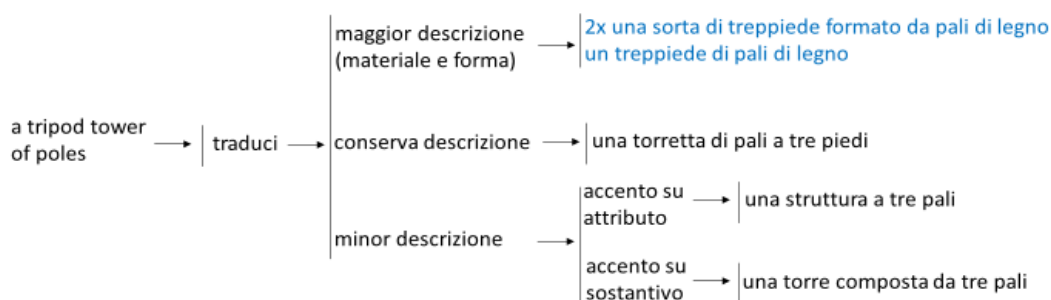 a tripod tower
of poles
traduci
maggior descrizione
(materiale e forma)
2x una sorta di treppiede formato da pali di legno
un treppiede di pali di legno
conserva descrizione
una torretta di pali a tre piedi
minor descrizione
accento su
attributo
una struttura a tre pali
accento su
sostantivo
una torre composta da tre pali